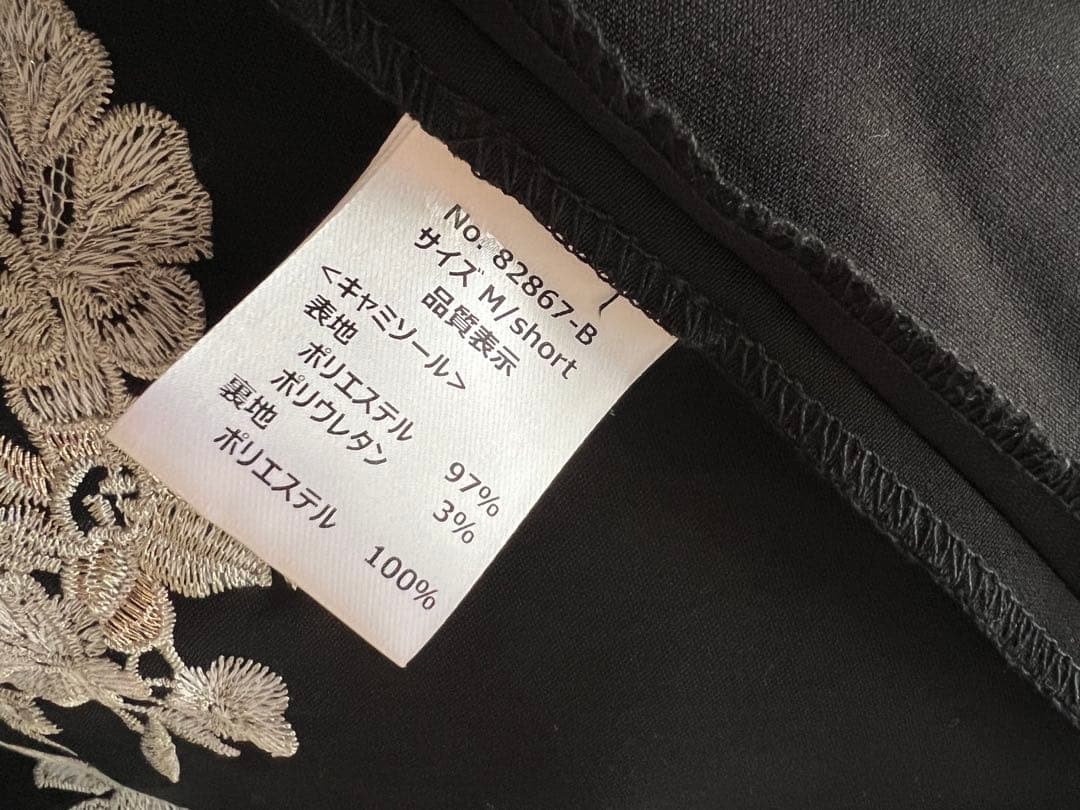 No. 82867-B
サイズ M/short
品質表示
<キャミソール>
表地
ポリエステル 97%
ポリウレタン 3%
裏地
ポリエステル 100%